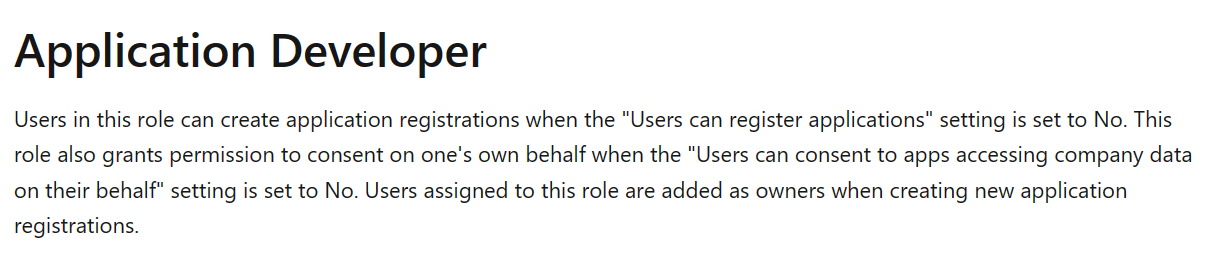 Application Developer
Users in this role can create application registrations when the "Users can register applications" setting is set to No. This
role also grants permission to consent on one's own behalf when the "Users can consent to apps accessing company data
on their behalf" setting is set to No. Users assigned to this role are added as owners when creating new application
registrations.